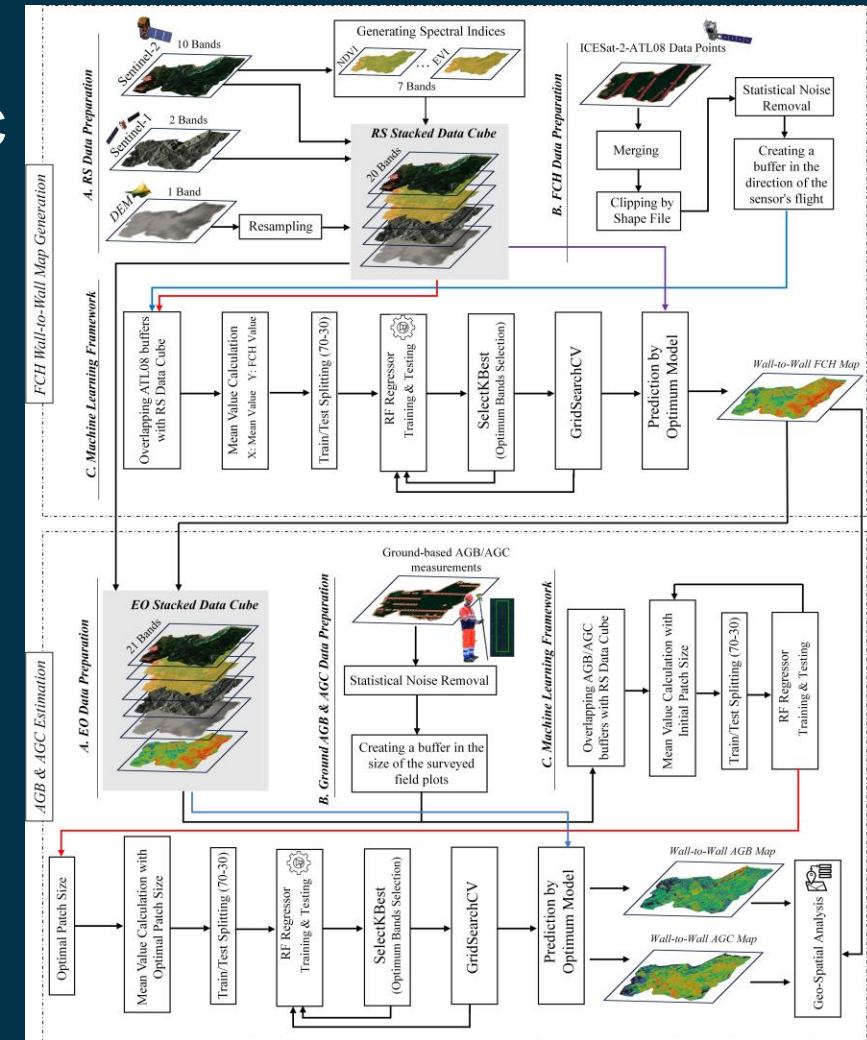 C
FCH Wall-to-Wall Map Generation
A. RS Data Preparation
Sentinel-2
10 Bands
Generating Spectral Indices
NDVI
...
EVI
7 Bands
Sentinel-1
2 Bands
DEM
1 Band
Resampling
RS Stacked Data Cube
20 Bands
B. FCH Data Preparation
ICESat-2-ATL08 Data Points
Merging
Clipping by
Shape File
Statistical Noise
Removal
Creating a
buffer in the
direction of the
sensor's flight
C. Machine Learning Framework
Overlapping ATL08 buffers
with RS Data Cube
Mean Value Calculation
X: Mean Value Y: FCH Value
Train/Test Splitting (70-30)
RF Regressor
Training & Testing
SelectKBest
(Optimum Bands Selection)
GridSearchCV
Prediction by
Optimum Model
Wall-to-Wall FCH Map
AGB & AGC Estimation
A. EO Data Preparation
EO Stacked Data Cube
21 Bands
B. Ground AGB & AGC Data Preparation
Ground-based AGB/AGC
measurements
Statistical Noise Removal
Creating a buffer in the
size of the surveyed
field plots
C. Machine Learning Framework
Overlapping AGB/AGC
buffers with RS Data Cube
Mean Value Calculation with
Initial Patch Size
Train/Test Splitting (70-30)
RF Regressor
Training & Testing
Optimal Patch Size
Mean Value Calculation with
Optimal Patch Size
Train/Test Splitting (70-30)
RF Regressor
Training & Testing
SelectKBest
(Optimum Bands Selection)
GridSearchCV
Prediction by
Optimum Model
Wall-to-Wall AGB Map
Wall-to-Wall AGC Map
Geo-Spatial Analysis